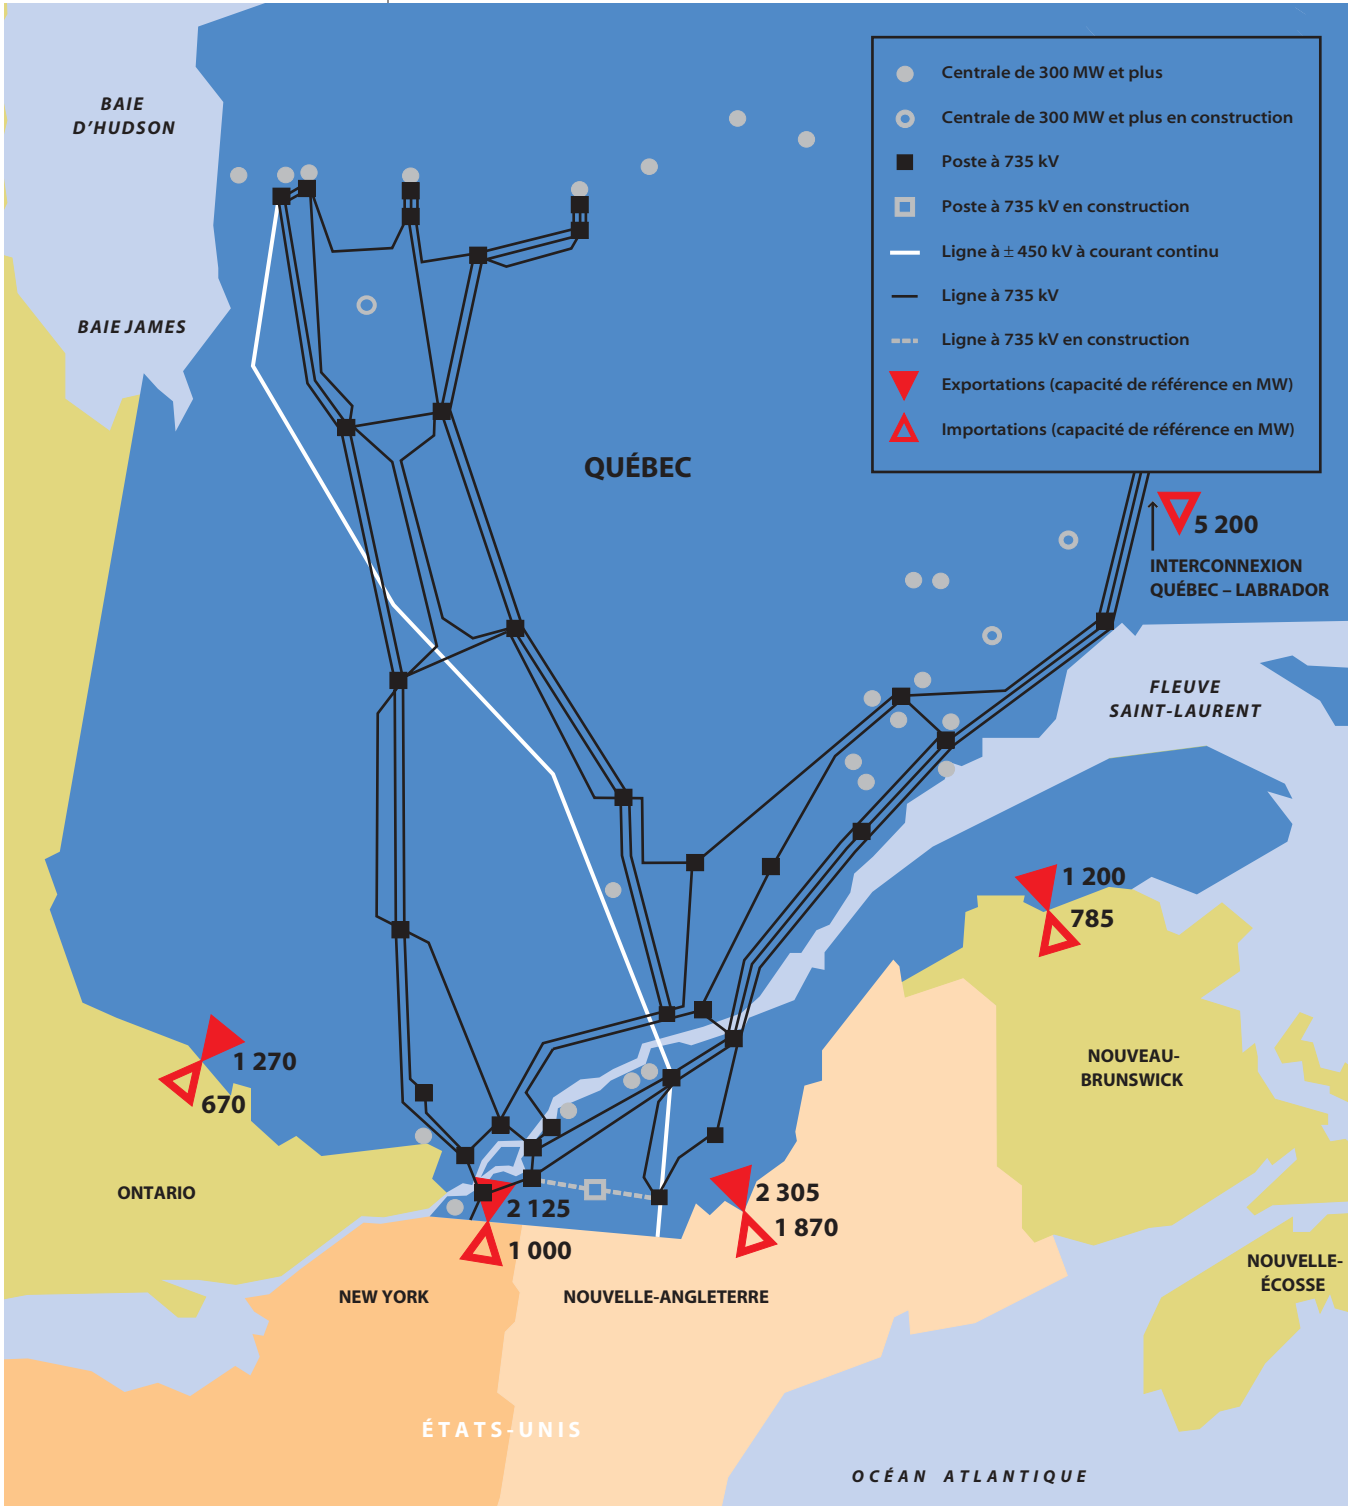 BAIE
D'HUDSON
BAIE JAMES
Centrale de 300 MW et plus
Centrale de 300 MW et plus en construction
Poste à 735 kV
Poste à 735 kV en construction
Ligne à ± 450 kV à courant continu
Ligne à 735 kV
Ligne à 735 kV en construction
Exportations (capacité de référence en MW)
Importations (capacité de référence en MW)
QUÉBEC
5 200
INTERCONNEXION
QUÉBEC – LABRADOR
FLEUVE
SAINT-LAURENT
1 200
785
NOUVEAU-
BRUNSWICK
1 270
670
ONTARIO
2 125
1 000
2 305
1 870
NEW YORK
NOUVELLE-ANGLETERRE
NOUVELLE-
ÉCOSSE
ÉTATS-UNIS
OCÉAN ATLANTIQUE